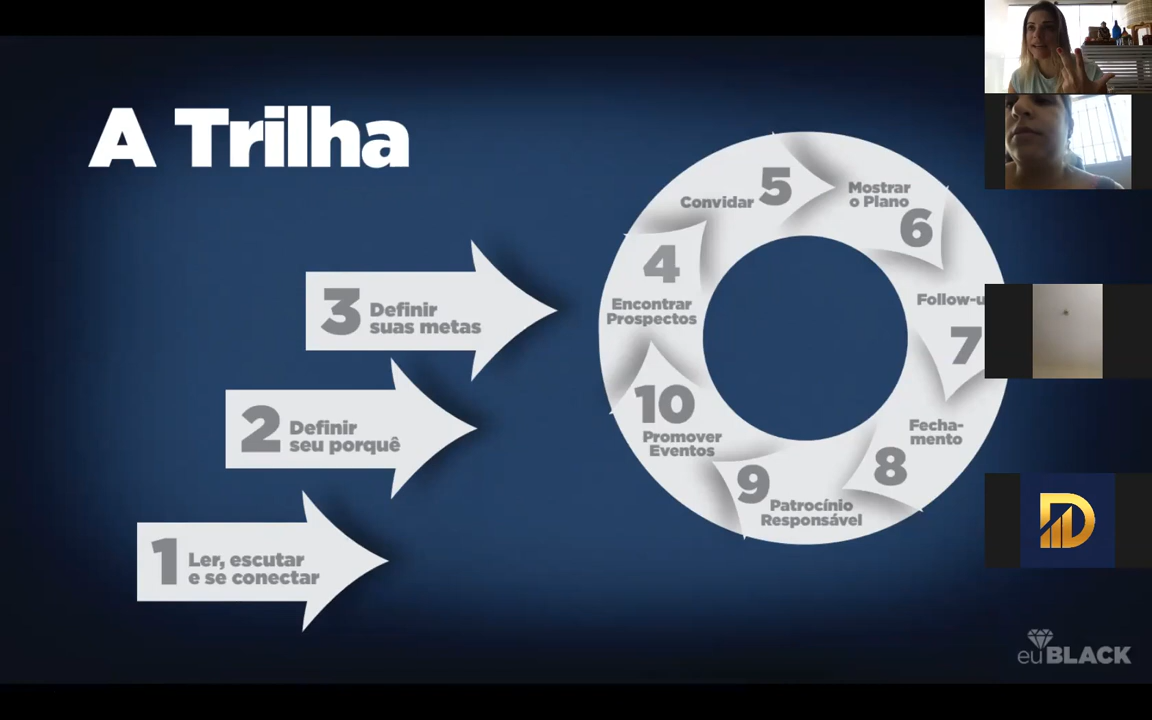 A Trilha
1
Ler, escutar
e se conectar
2
Definir
seu porquê
3
Definir
suas metas
4
Encontrar
Prospectos
5
Convidar
6
Mostrar
o Plano
7
Follow-u
8
Fecha-
mento
9
Patrocínio
Responsável
10
Promover
Eventos
D
euBLACK